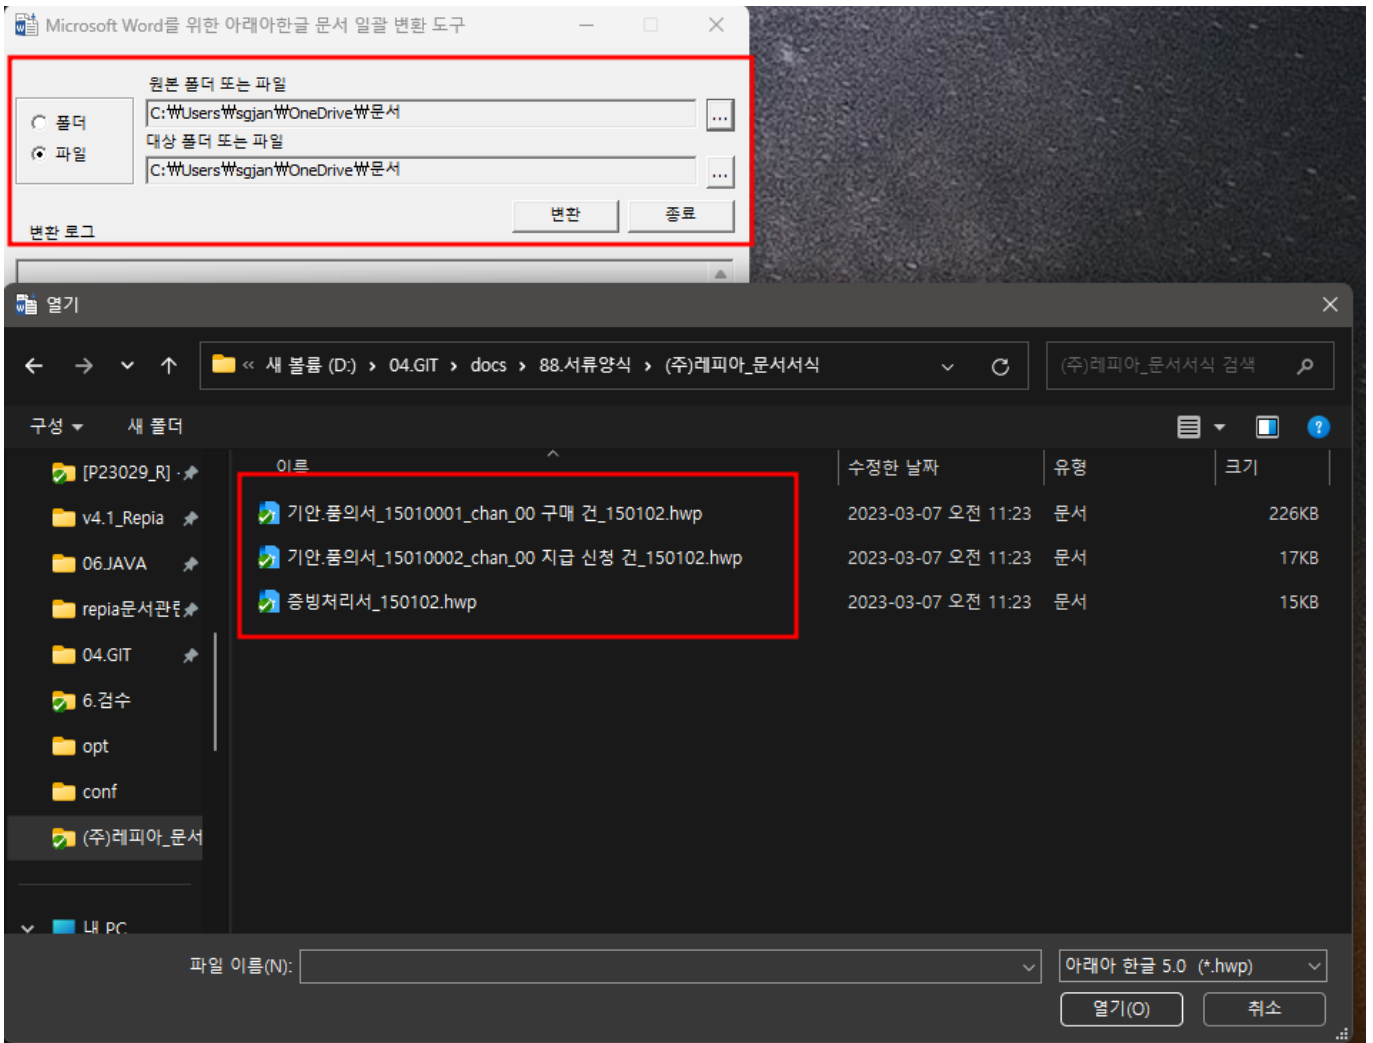 Microsoft Word를 위한 아래아한글 문서 일괄 변환 도구
원본 폴더 또는 파일
폴더
C:₩Users₩sgjan₩OneDrive₩문서
...
대상 폴더 또는 파일
파일
C:₩Users₩sgjan₩OneDrive₩문서
...
변환
종료
변환 로그
열기
« 새 볼륨 (D:) › 04.GIT › docs › 88.서류양식 › (주)레피아_문서서식
(주)레피아_문서서식 검색
구성
새 폴더
이름
수정한 날짜
유형
크기
[P23029_R]
v4.1_Repia
06.JAVA
repia문서관련
04.GIT
6.검수
opt
conf
(주)레피아_문서
내 PC
기안.품의서_15010001_chan_00 구매 건_150102.hwp
2023-03-07 오전 11:23
문서
226KB
기안.품의서_15010002_chan_00 지급 신청 건_150102.hwp
2023-03-07 오전 11:23
문서
17KB
증빙처리서_150102.hwp
2023-03-07 오전 11:23
문서
15KB
파일 이름(N):
아래아 한글 5.0 (*.hwp)
열기(O)
취소